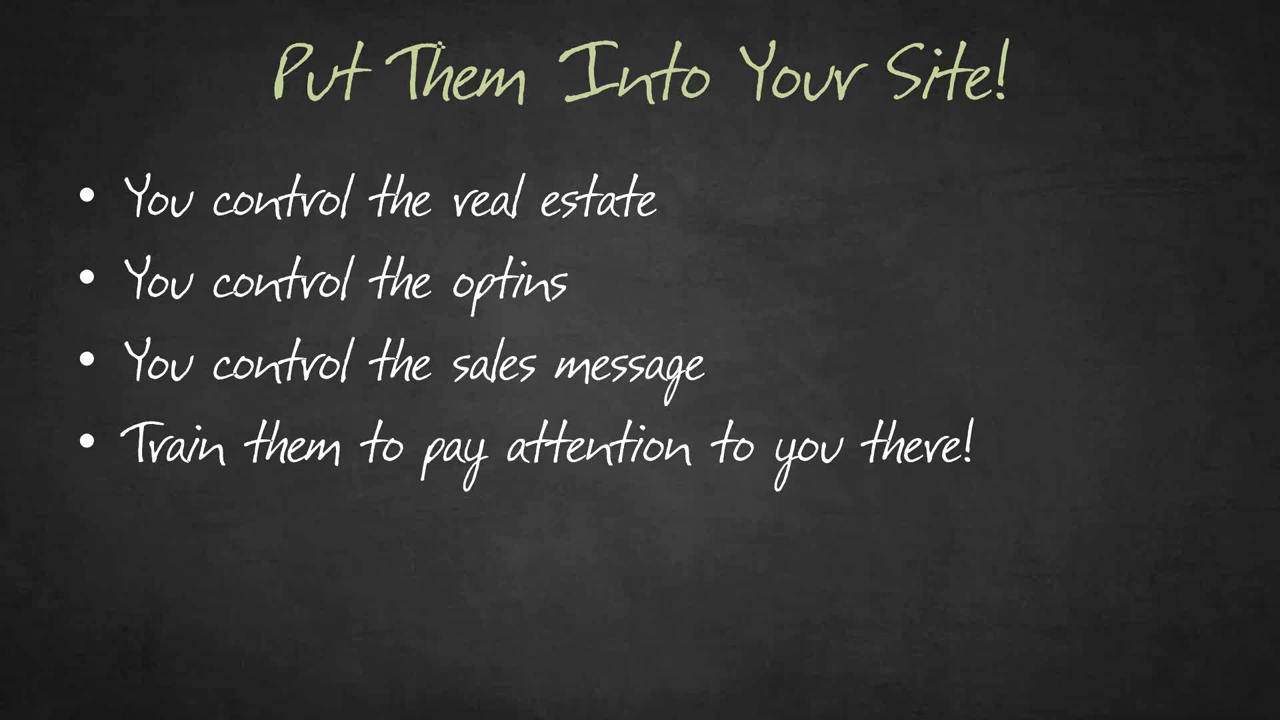 Put Them Into Your Site!
• You control the real estate
• You control the optins
• You control the sales message
• Train them to pay attention to you there!